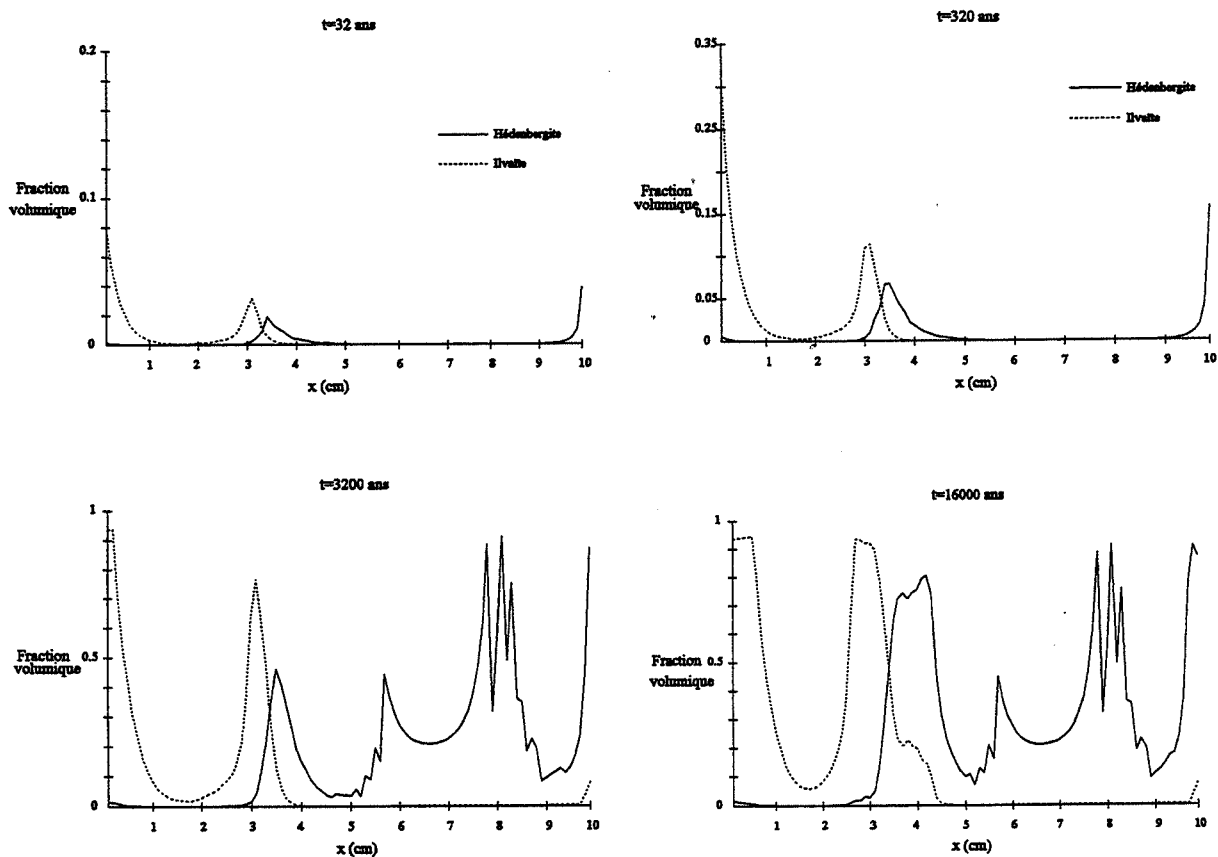 t=32 ans
0.2
0.1
0
Fraction
volumique
Hédenbergite
Ilvaïte
1 2 3 4 5 6 7 8 9 10
x (cm)
t=320 ans
0.35
0.25
0.15
0.05
0
Fraction
volumique
Hédenbergite
Ilvaïte
1 2 3 4 5 6 7 8 9 10
x (cm)
t=3200 ans
1
0.5
0
Fraction
volumique
1 2 3 4 5 6 7 8 9 10
x (cm)
t=16000 ans
1
0.5
0
Fraction
volumique
1 2 3 4 5 6 7 8 9 10
x (cm)